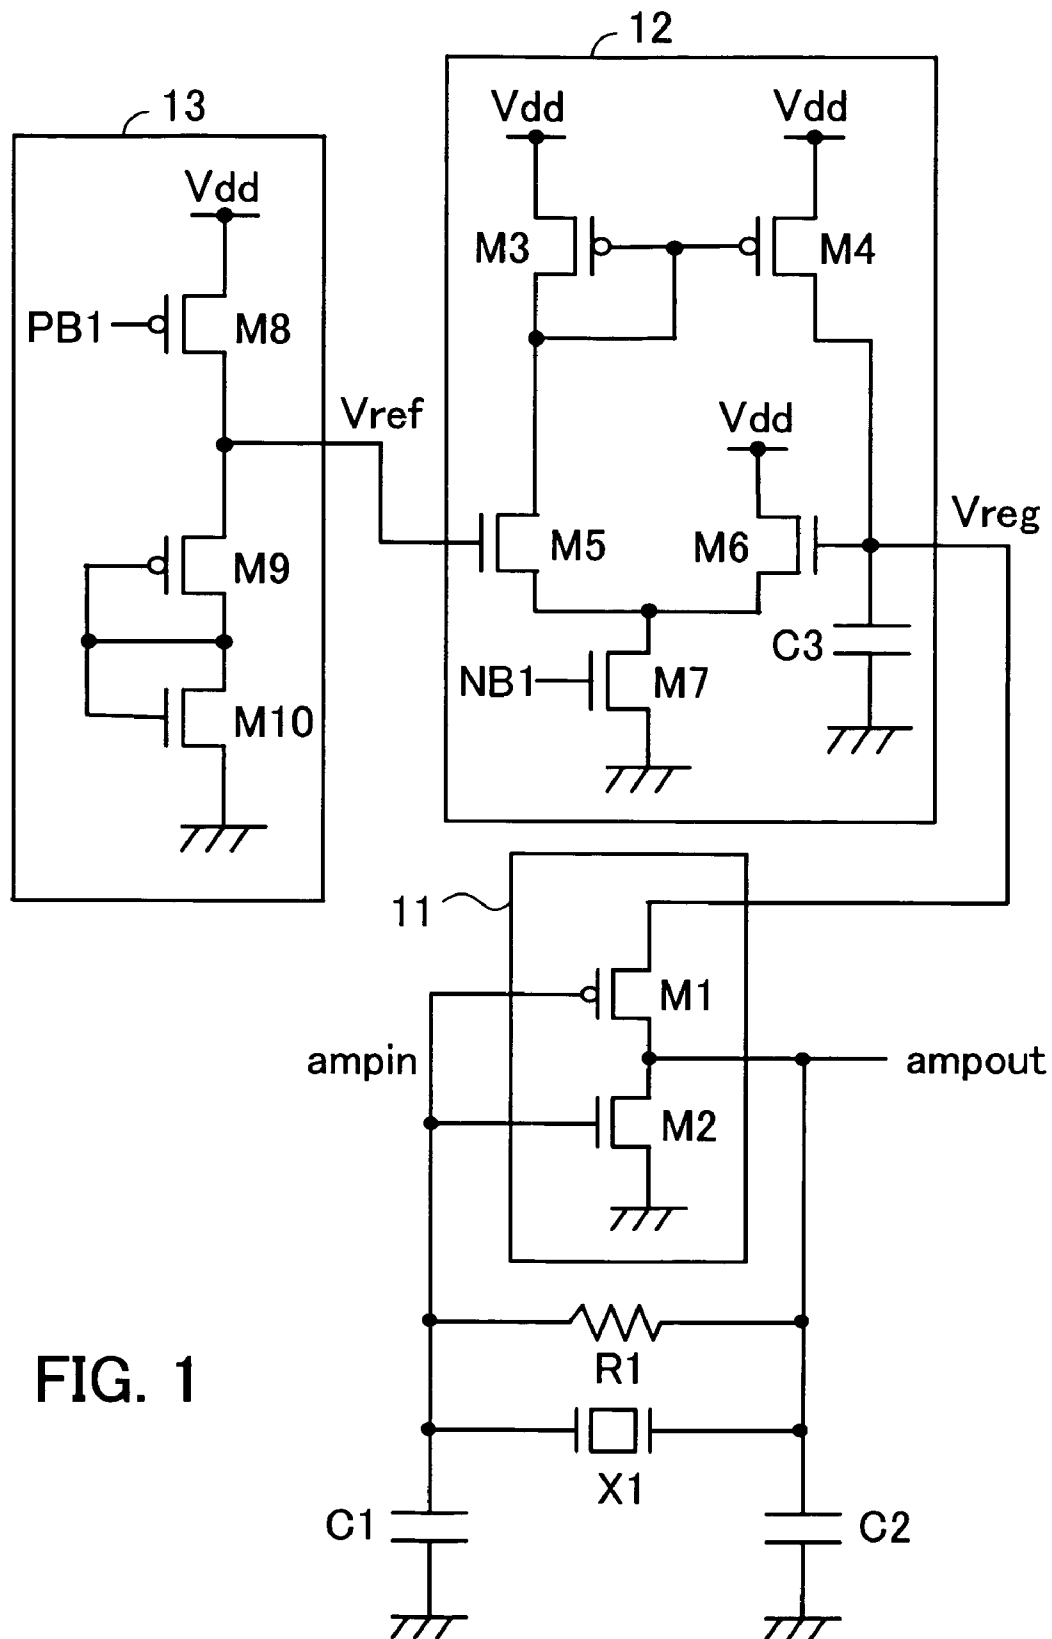 12
13
Vdd
Vdd
Vdd
M3
M4
PB1
M8
Vref
Vdd
Vreg
M5
M6
M9
C3
NB1
M7
M10
11
M1
ampin
ampout
M2
R1
FIG. 1
X1
C1
C2